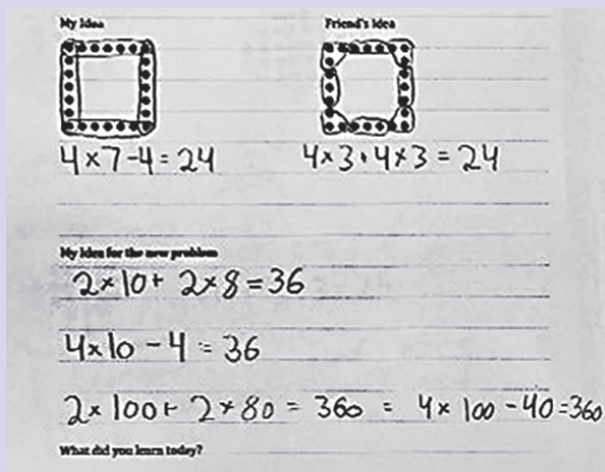 My Idea Friend's Idea
4×7-4=24 4×3+4×3=24
My Idea for the new problem
2×10+ 2×8=36
4×10-4=36
2×100+ 2×80 = 360 = 4×100-40=360
What did you learn today?